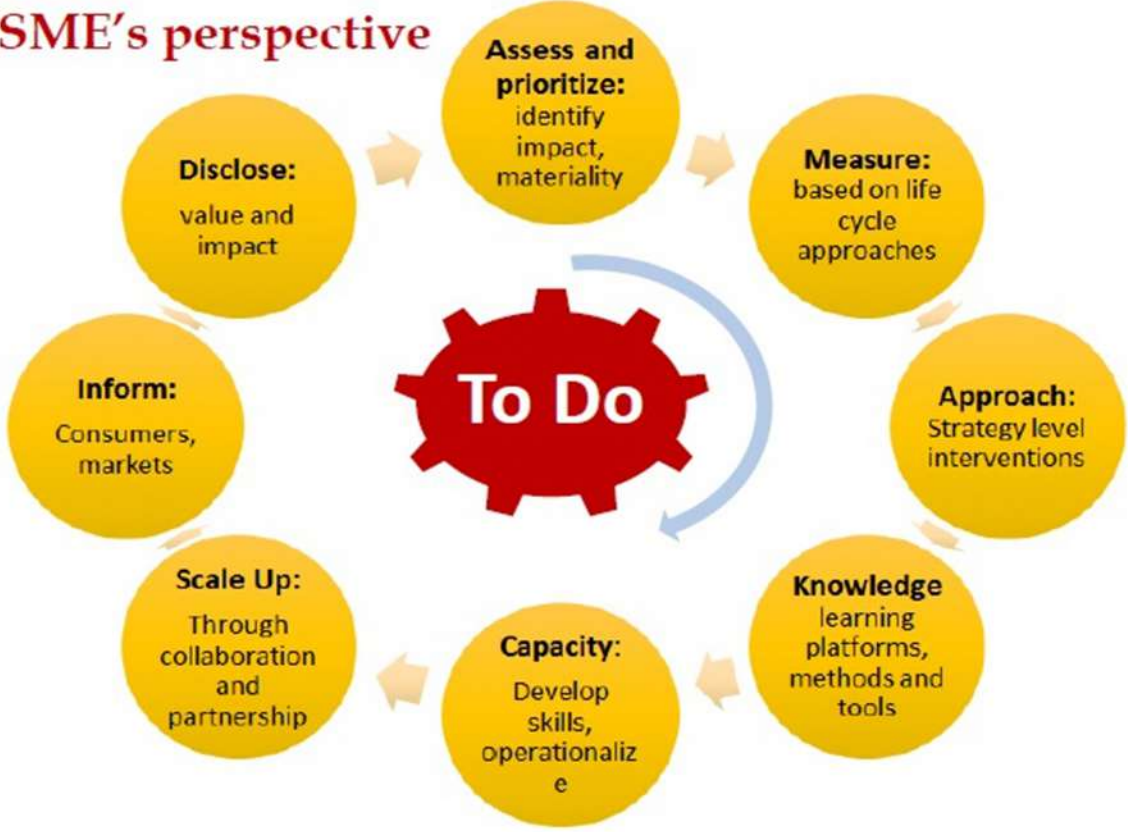 SME's perspective
Assess and
prioritize:
identify
impact,
materiality
Measure:
based on life
cycle
approaches
Approach:
Strategy level
interventions
Knowledge
learning
platforms,
methods and
tools
Capacity:
Develop
skills,
operationaliz
e
Scale Up:
Through
collaboration
and
partnership
Inform:
Consumers,
markets
Disclose:
value and
impact
To Do